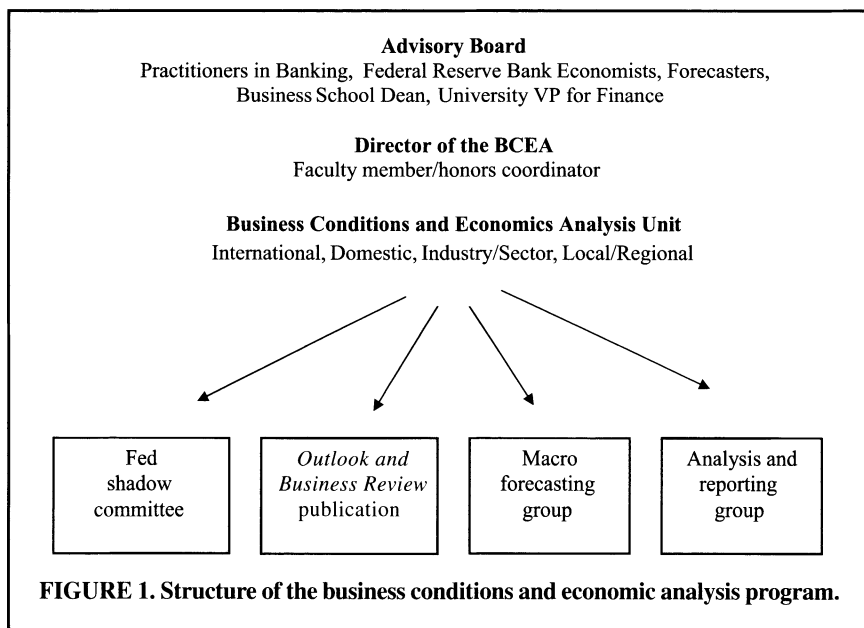 Advisory Board
Practitioners in Banking, Federal Reserve Bank Economists, Forecasters,
Business School Dean, University VP for Finance
Director of the BCEA
Faculty member/honors coordinator
Business Conditions and Economics Analysis Unit
International, Domestic, Industry/Sector, Local/Regional
Fed
shadow
committee
Outlook and
Business Review
publication
Macro
forecasting
group
Analysis and
reporting
group
FIGURE 1. Structure of the business conditions and economic analysis program.